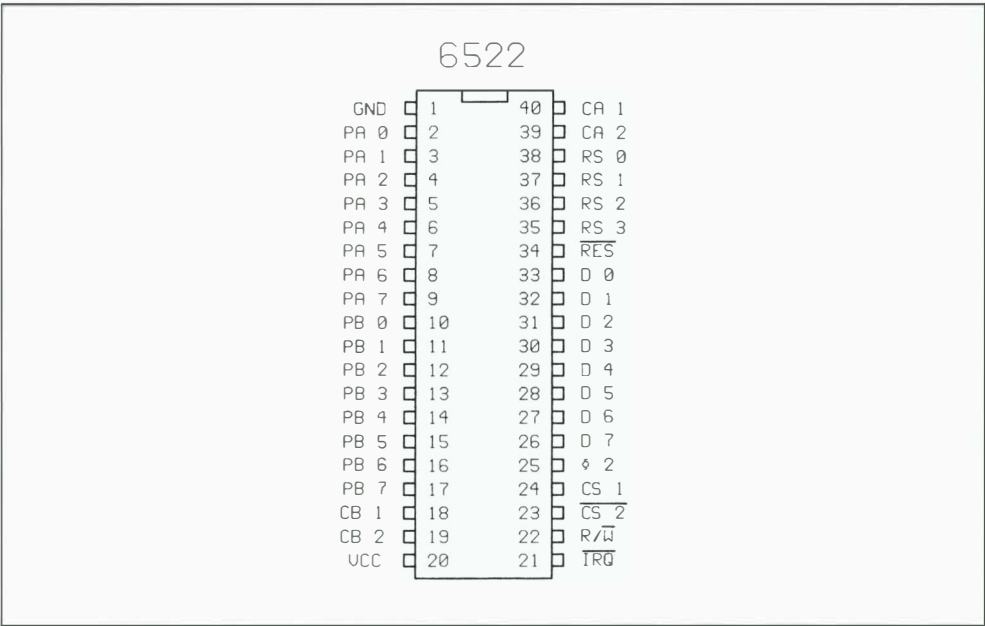 6522
GND 1 40 CA 1
PA 0 2 39 CA 2
PA 1 3 38 RS 0
PA 2 4 37 RS 1
PA 3 5 36 RS 2
PA 4 6 35 RS 3
PA 5 7 34 R̅E̅S̅
PA 6 8 33 D 0
PA 7 9 32 D 1
PB 0 10 31 D 2
PB 1 11 30 D 3
PB 2 12 29 D 4
PB 3 13 28 D 5
PB 4 14 27 D 6
PB 5 15 26 D 7
PB 6 16 25 Φ 2
PB 7 17 24 CS 1
CB 1 18 23 C̅S̅ 2̅
CB 2 19 22 R/W̅
VCC 20 21 I̅R̅Q̅